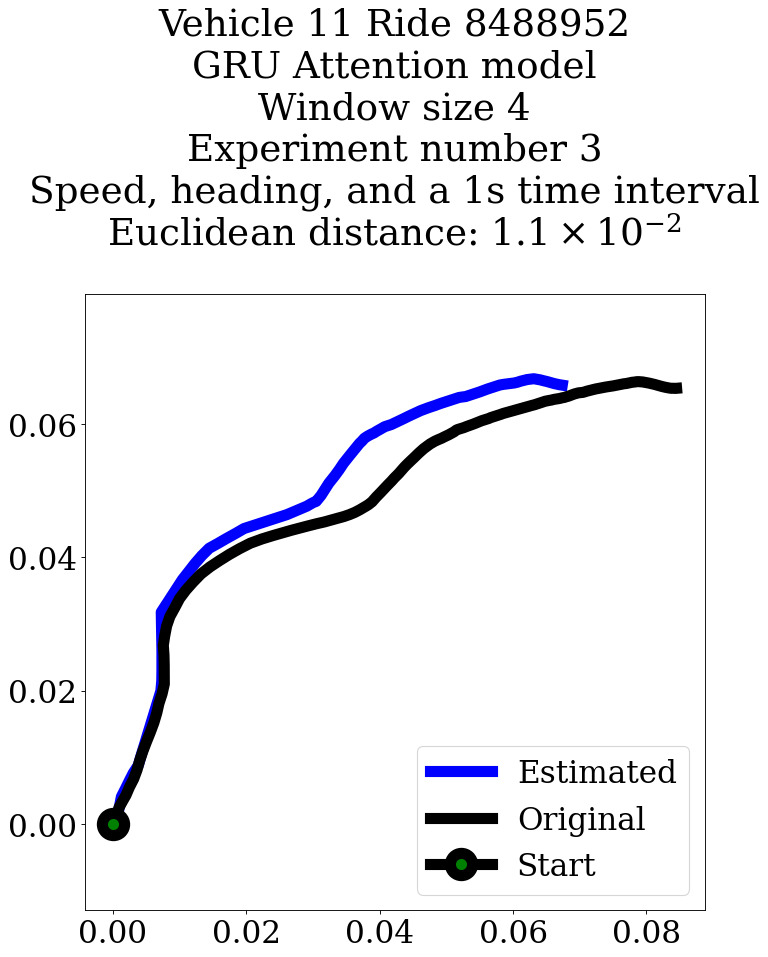 Vehicle 11 Ride 8488952
GRU Attention model
Window size 4
Experiment number 3
Speed, heading, and a 1s time interval
Euclidean distance: 1.1 × 10⁻²
0.06
0.04
0.02
0.00
Estimated
Original
Start
0.00 0.02 0.04 0.06 0.08